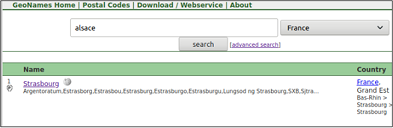 GeoNames Home | Postal Codes | Download / Webservice | About
alsace
France
search
[advanced search]
Name
Country
1
P
Strasbourg
Argentoratum,Estrasborg,Estrasbou,Estrasburg,Estrasburgo,Estrasburgu,Lungsod ng Strasbourg,SXB,Sjtra...
France,
Grand Est
Bas-Rhin >
Strasbourg >
Strasbourg